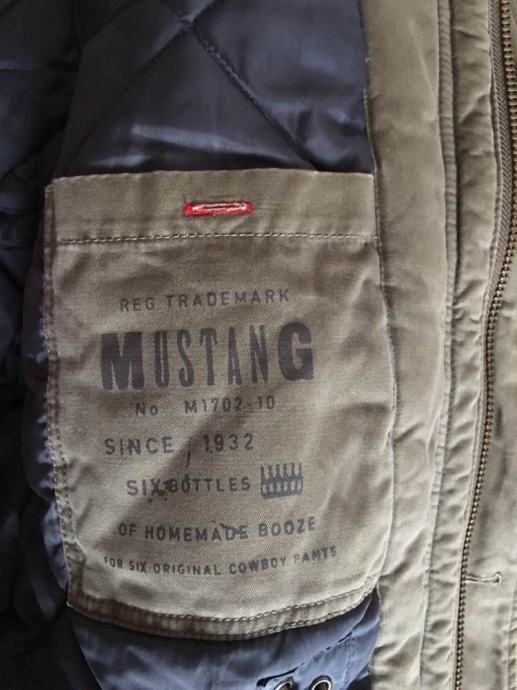 REG TRADEMARK
MUSTANG
No M1702-10
SINCE 1932
SIX BOTTLES
OF HOMEMADE BOOZE
FOR SIX ORIGINAL COWBOY PANTS